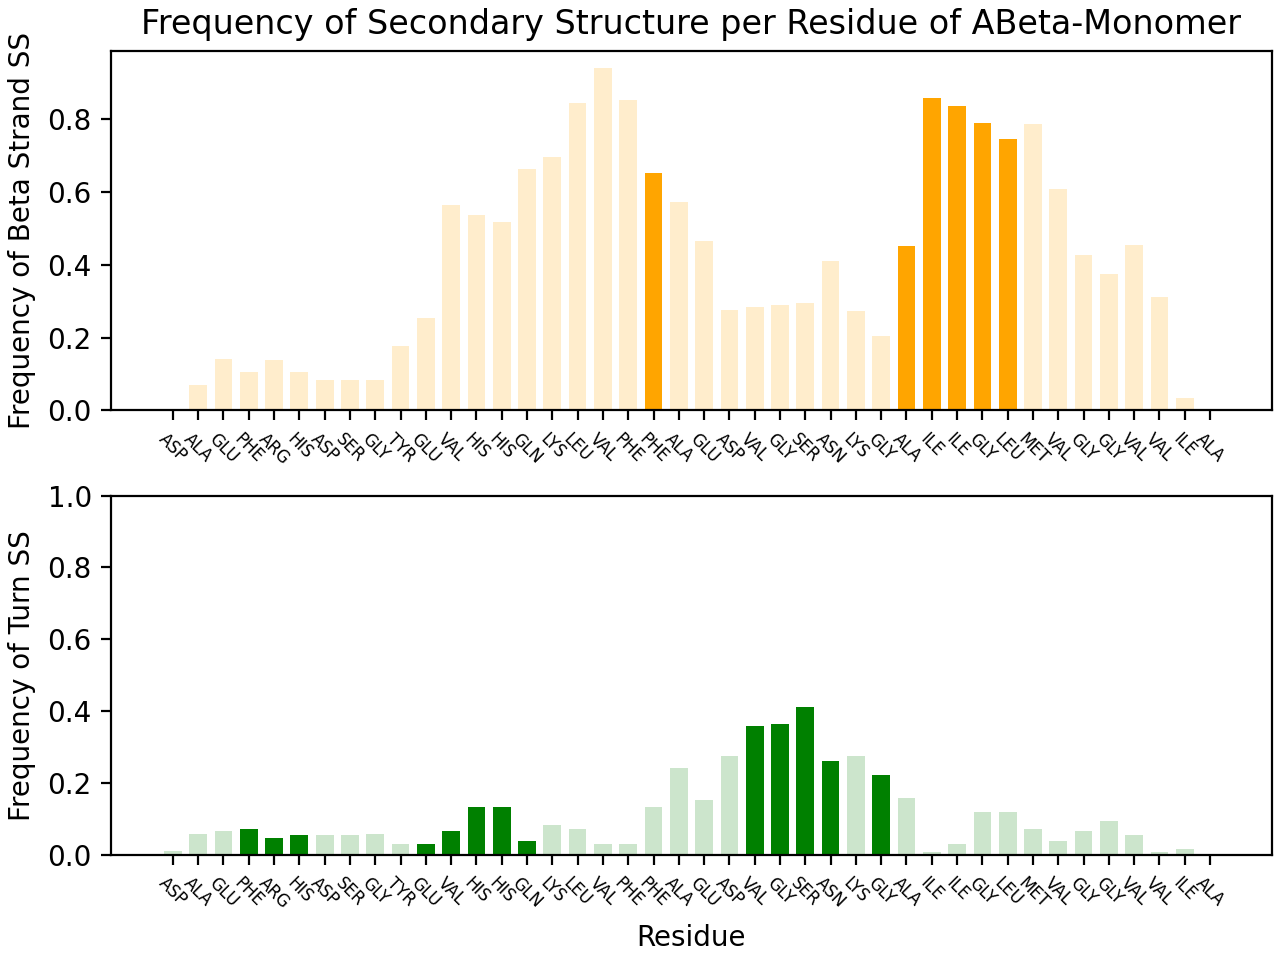 Frequency of Secondary Structure per Residue of ABeta-Monomer
Frequency of Beta Strand SS
0.8
0.6
0.4
0.2
0.0
ASP ALA GLU PHE ARG HIS ASP SER GLY TYR GLU VAL HIS HIS GLN LYS LEU VAL PHE PHE ALA GLU ASP VAL GLY SER ASN LYS GLY ALA ILE ILE GLY LEU MET VAL GLY GLY VAL VAL ILE ALA
Frequency of Turn SS
1.0
0.8
0.6
0.4
0.2
0.0
ASP ALA GLU PHE ARG HIS ASP SER GLY TYR GLU VAL HIS HIS GLN LYS LEU VAL PHE PHE ALA GLU ASP VAL GLY SER ASN LYS GLY ALA ILE ILE GLY LEU MET VAL GLY GLY VAL VAL ILE ALA
Residue